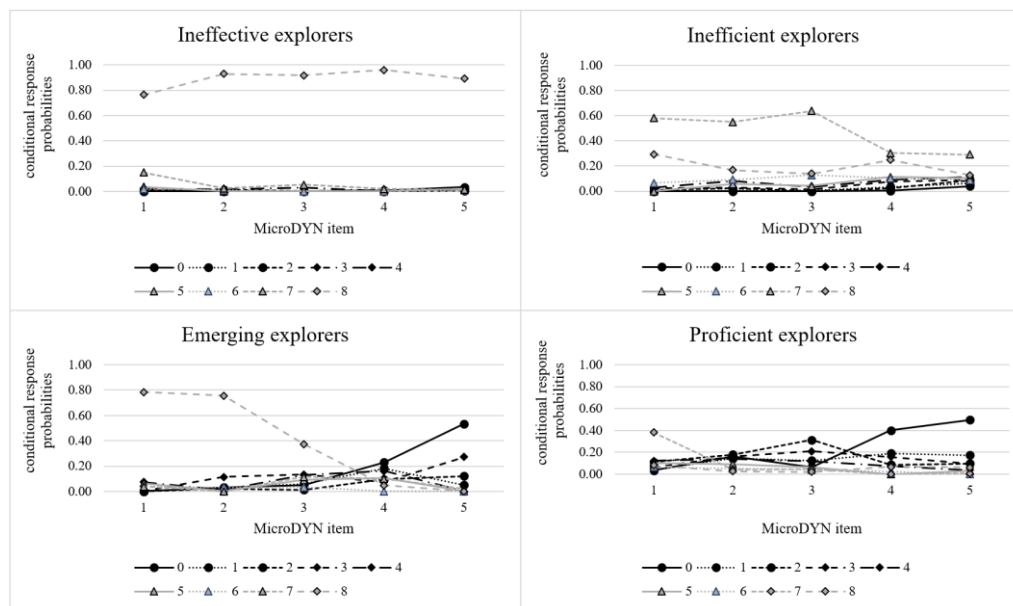 Ineffective explorers
conditional response
probabilities
1.00
0.80
0.60
0.40
0.20
0.00
1 2 3 4 5
MicroDYN item
0 1 2 3 4
5 6 7 8
Inefficient explorers
conditional response
probabilities
1.00
0.80
0.60
0.40
0.20
0.00
1 2 3 4 5
MicroDYN item
0 1 2 3 4
5 6 7 8
Emerging explorers
conditional response
probabilities
1.00
0.80
0.60
0.40
0.20
0.00
1 2 3 4 5
MicroDYN item
0 1 2 3 4
5 6 7 8
Proficient explorers
conditional response
probabilities
1.00
0.80
0.60
0.40
0.20
0.00
1 2 3 4 5
MicroDYN item
0 1 2 3 4
5 6 7 8